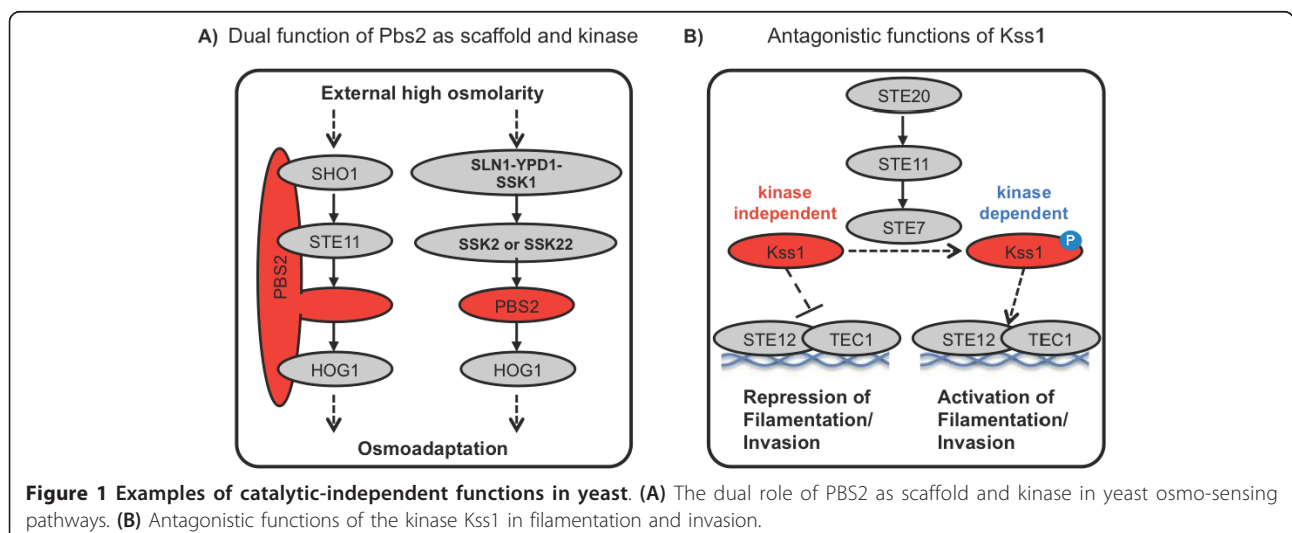 A) Dual function of Pbs2 as scaffold and kinase
External high osmolarity
SHO1
SLN1-YPD1-
SSK1
STE11
SSK2 or SSK22
PBS2
PBS2
HOG1
HOG1
Osmoadaptation
B) Antagonistic functions of Kss1
STE20
STE11
kinase
independent
kinase
dependent
STE7
Kss1
Kss1
P
STE12
TEC1
STE12
TEC1
Repression of
Filamentation/
Invasion
Activation of
Filamentation/
Invasion
Figure 1 Examples of catalytic-independent functions in yeast. (A) The dual role of PBS2 as scaffold and kinase in yeast osmo-sensing
pathways. (B) Antagonistic functions of the kinase Kss1 in filamentation and invasion.